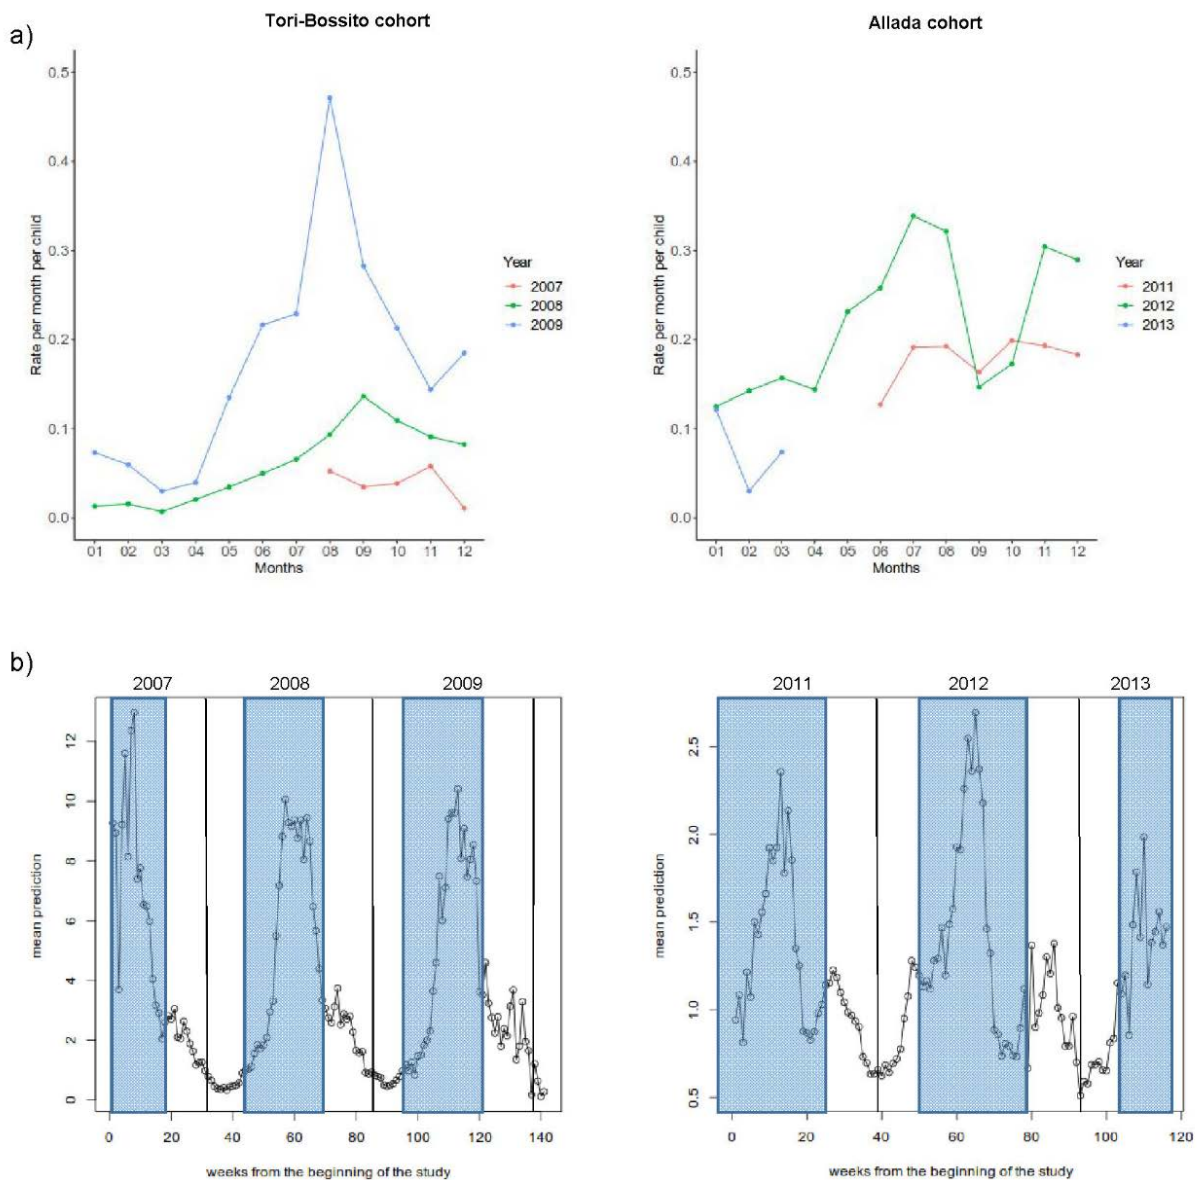 a)
Tori-Bossito cohort
Rate per month per child
0.5
0.4
0.3
0.2
0.1
0.0
01 02 03 04 05 06 07 08 09 10 11 12
Months
Year
2007
2008
2009
Allada cohort
Rate per month per child
0.5
0.4
0.3
0.2
0.1
0.0
01 02 03 04 05 06 07 08 09 10 11 12
Months
Year
2011
2012
2013
b)
2007 2008 2009
mean prediction
12
10
8
6
4
2
0
0 20 40 60 80 100 120 140
weeks from the beginning of the study
2011 2012 2013
mean prediction
2.5
2.0
1.5
1.0
0.5
0 20 40 60 80 100 120
weeks from the beginning of the study